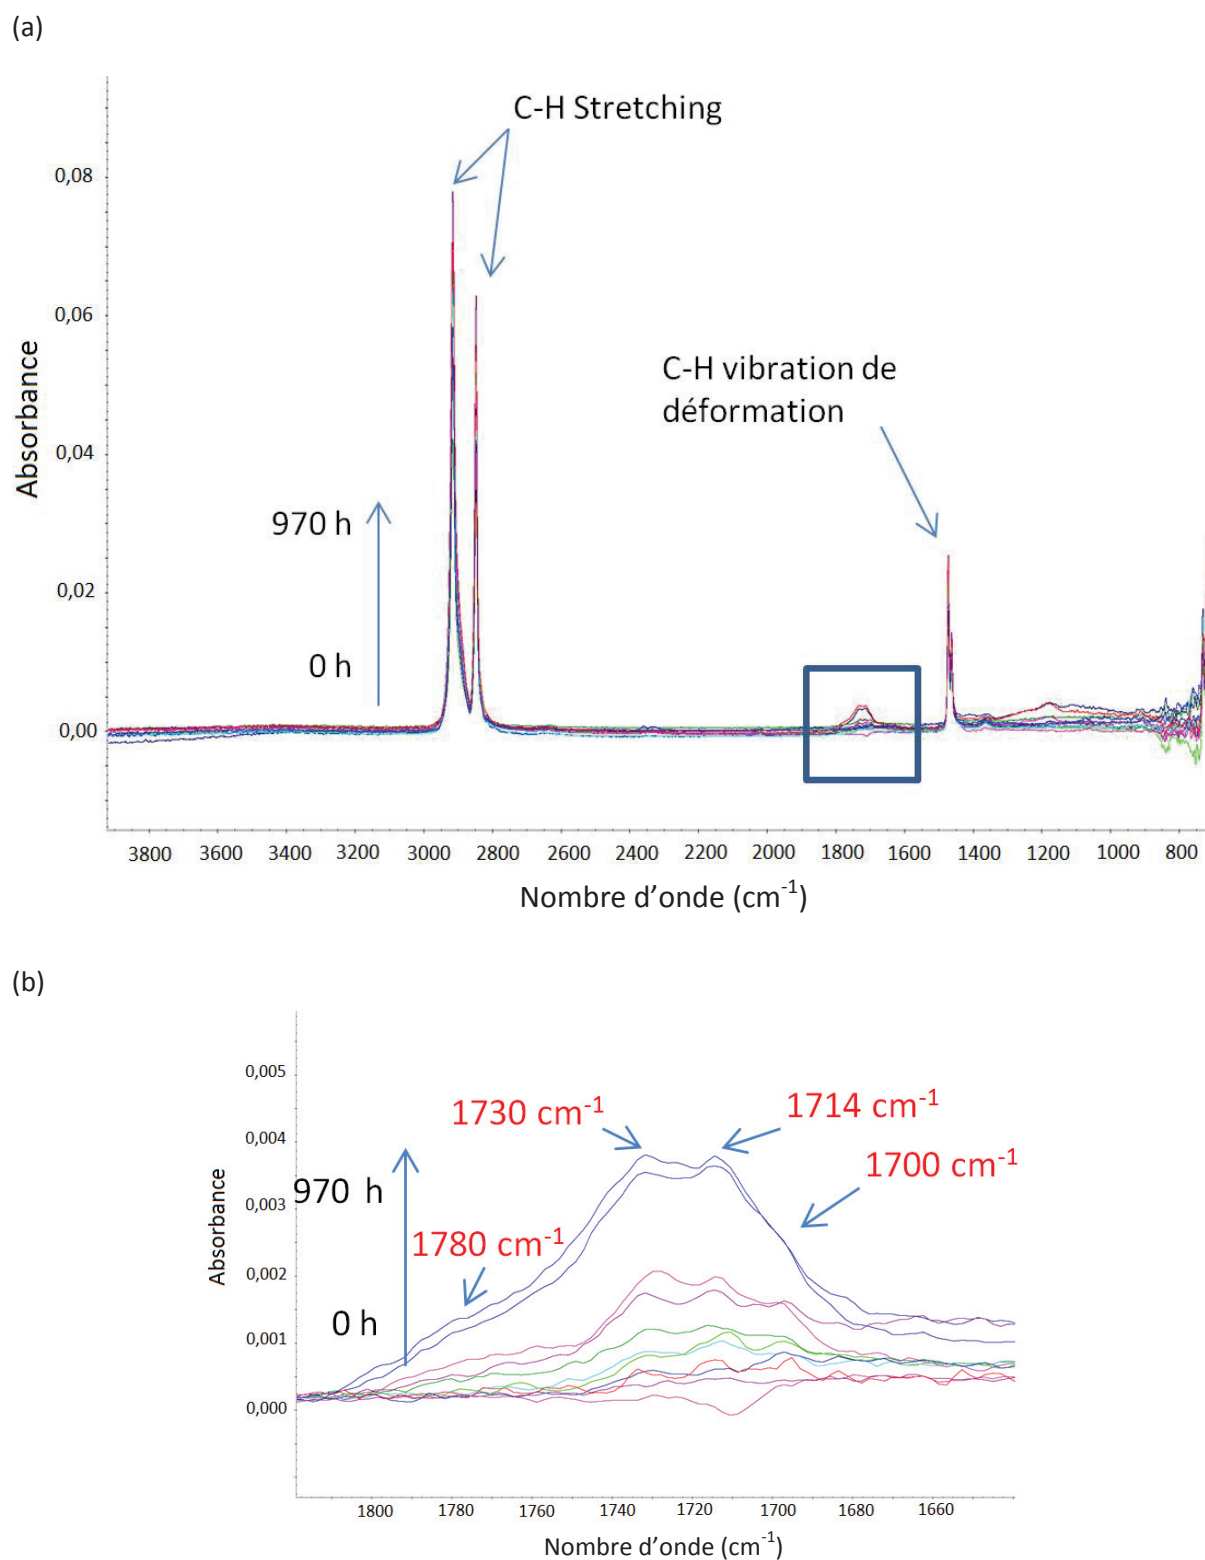 (a)
C-H Stretching
0,08
0,06
C-H vibration de
déformation
0,04
970 h
0,02
0 h
0,00
Absorbance
3800 3600 3400 3200 3000 2800 2600 2400 2200 2000 1800 1600 1400 1200 1000 800
Nombre d'onde (cm-1)
(b)
0,005
1730 cm-1
1714 cm-1
0,004
1700 cm-1
970 h
0,003
1780 cm-1
0,002
0 h
0,001
0,000
Absorbance
1800 1780 1760 1740 1720 1700 1680 1660
Nombre d'onde (cm-1)